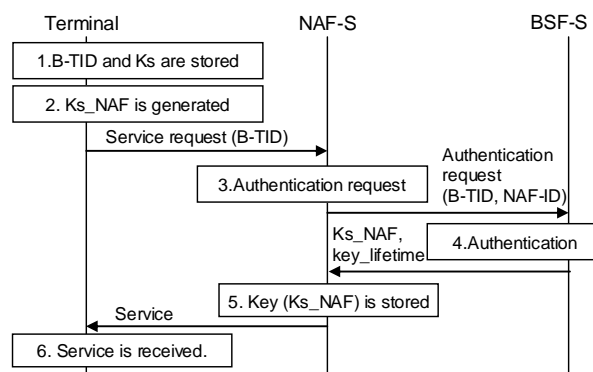 Terminal
NAF-S
BSF-S
1.B-TID and Ks are stored
2. Ks_NAF is generated
Service request (B-TID)
Authentication
request
(B-TID, NAF-ID)
3.Authentication request
Ks_NAF,
key_lifetime
4.Authentication
5. Key (Ks_NAF) is stored
Service
6. Service is received.